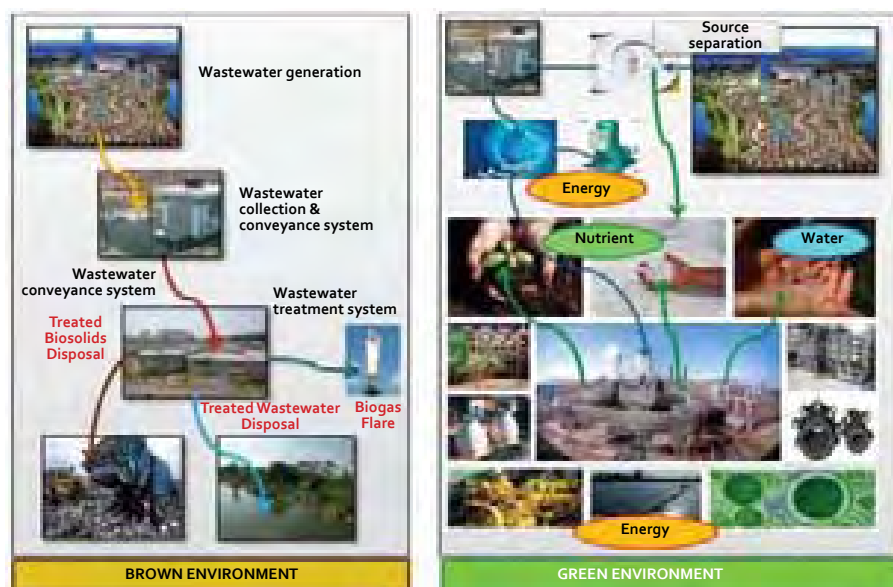 Wastewater generation
Wastewater
collection &
conveyance system
Wastewater
conveyance system
Wastewater
treatment system
Treated
Biosolids
Disposal
Treated Wastewater
Disposal
Biogas
Flare
BROWN ENVIRONMENT
Source
separation
Energy
Nutrient
Water
Energy
GREEN ENVIRONMENT